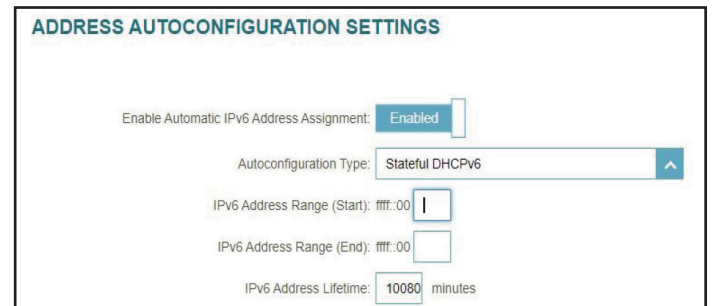 ADDRESS AUTOCONFIGURATION SETTINGS
Enable Automatic IPv6 Address Assignment: Enabled
Autoconfiguration Type: Stateful DHCPv6
IPv6 Address Range (Start): ffff::00
IPv6 Address Range (End): ffff::00
IPv6 Address Lifetime: 10080 minutes